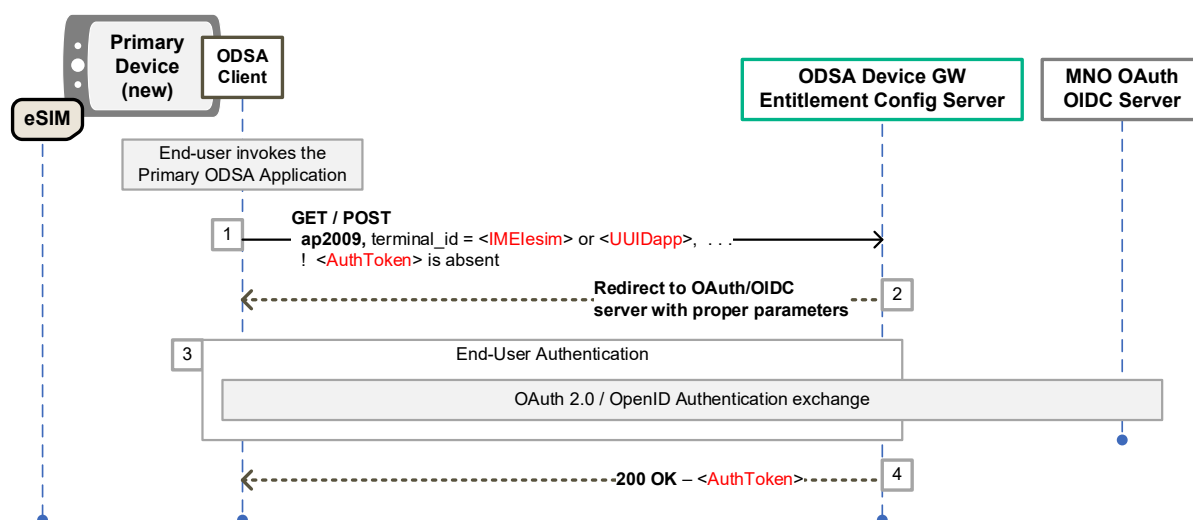 Primary
Device
(new)
ODSA
Client
eSIM
ODSA Device GW
Entitlement Config Server
MNO OAuth
OIDC Server
End-user invokes the
Primary ODSA Application
1
GET / POST
ap2009, terminal_id = <IMEIesim> or <UUIDapp>, . . .
! <AuthToken> is absent
Redirect to OAuth/OIDC
server with proper parameters
2
3
End-User Authentication
OAuth 2.0 / OpenID Authentication exchange
200 OK – <AuthToken>
4